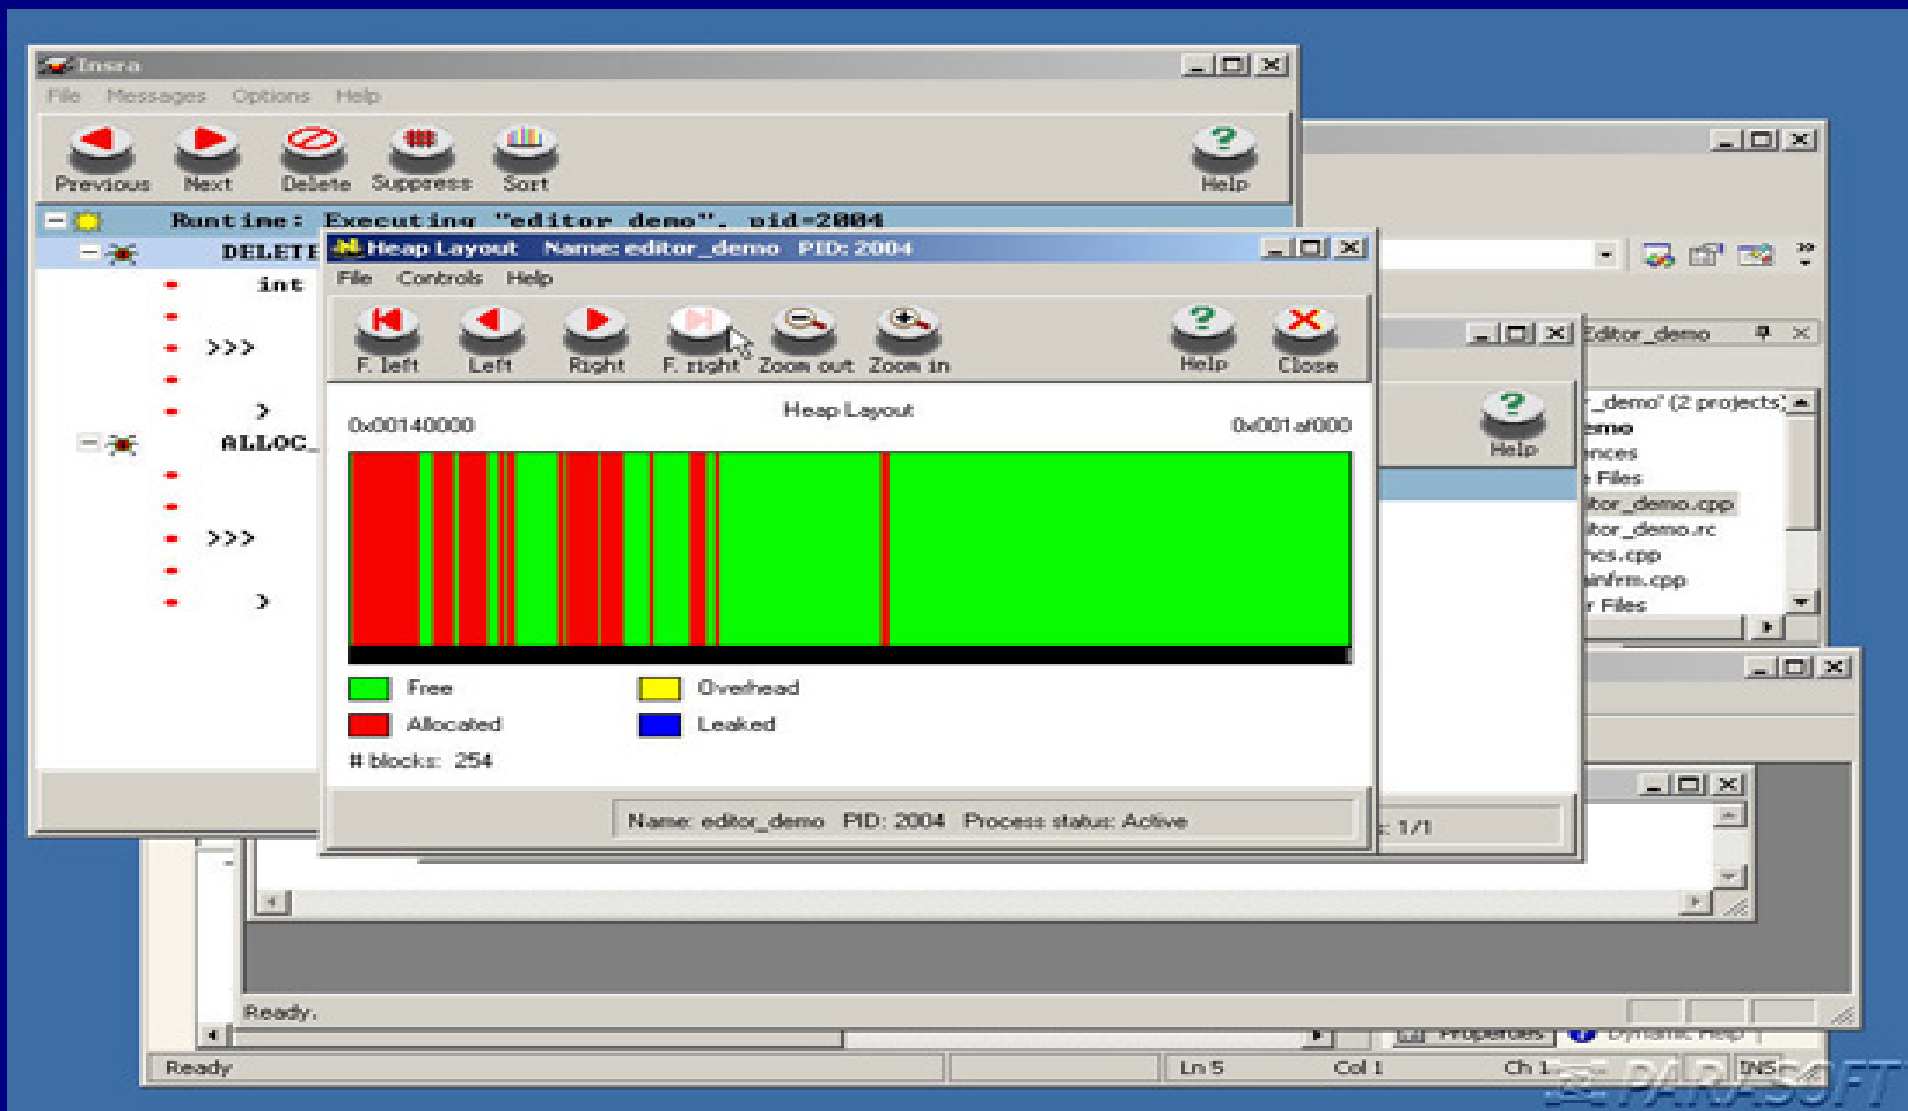 Insra
File Messages Options Help
Previous Next Delete Suppress Sort Help
Runtime: Executing "editor_demo", pid=2004
DELETE
int
>>>
>
ALLOC_
>>>
>
Heap Layout Name: editor_demo PID: 2004
File Controls Help
F. left Left Right F. right Zoom out Zoom in Help Close
Heap Layout
0x00140000 0x001af000
Free Overhead
Allocated Leaked
# blocks: 254
Name: editor_demo PID: 2004 Process status: Active
Help
: 1/1
Editor_demo
_demo' (2 projects)
emo
ences
Files
itor_demo.cpp
itor_demo.rc
ncs.cpp
ainfrm.cpp
r Files
Ready.
Properties Dynamic Help
Ready Ln 5 Col 1 Ch 1 INS
PARASOFT